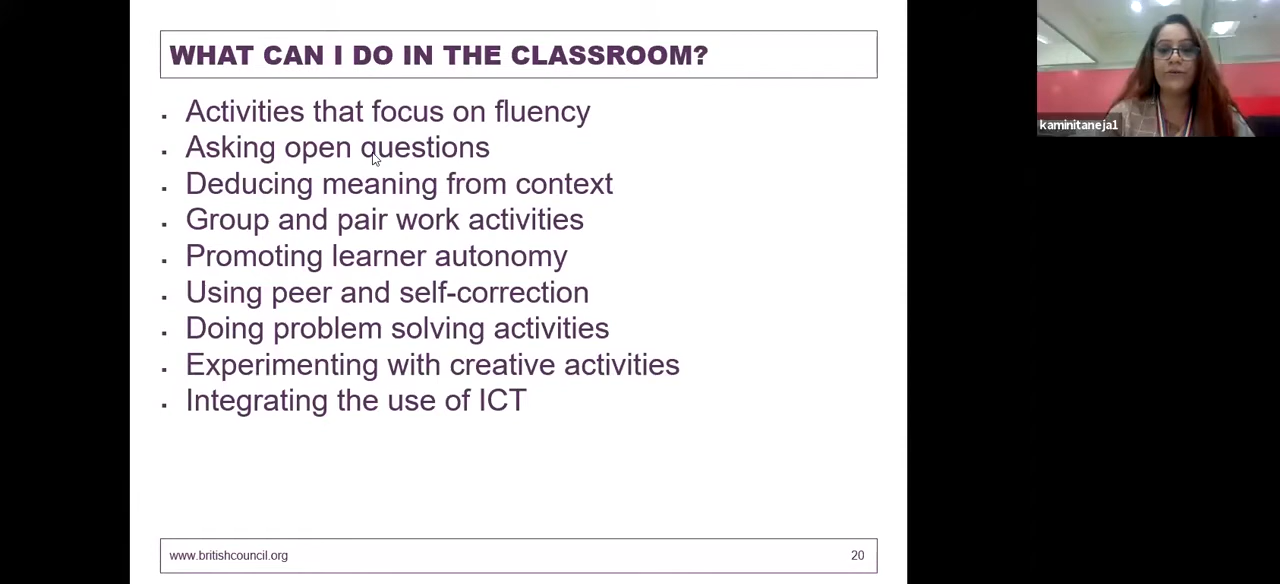 WHAT CAN I DO IN THE CLASSROOM?
Activities that focus on fluency
Asking open questions
Deducing meaning from context
Group and pair work activities
Promoting learner autonomy
Using peer and self-correction
Doing problem solving activities
Experimenting with creative activities
Integrating the use of ICT
www.britishcouncil.org
20
kaminitaneja1